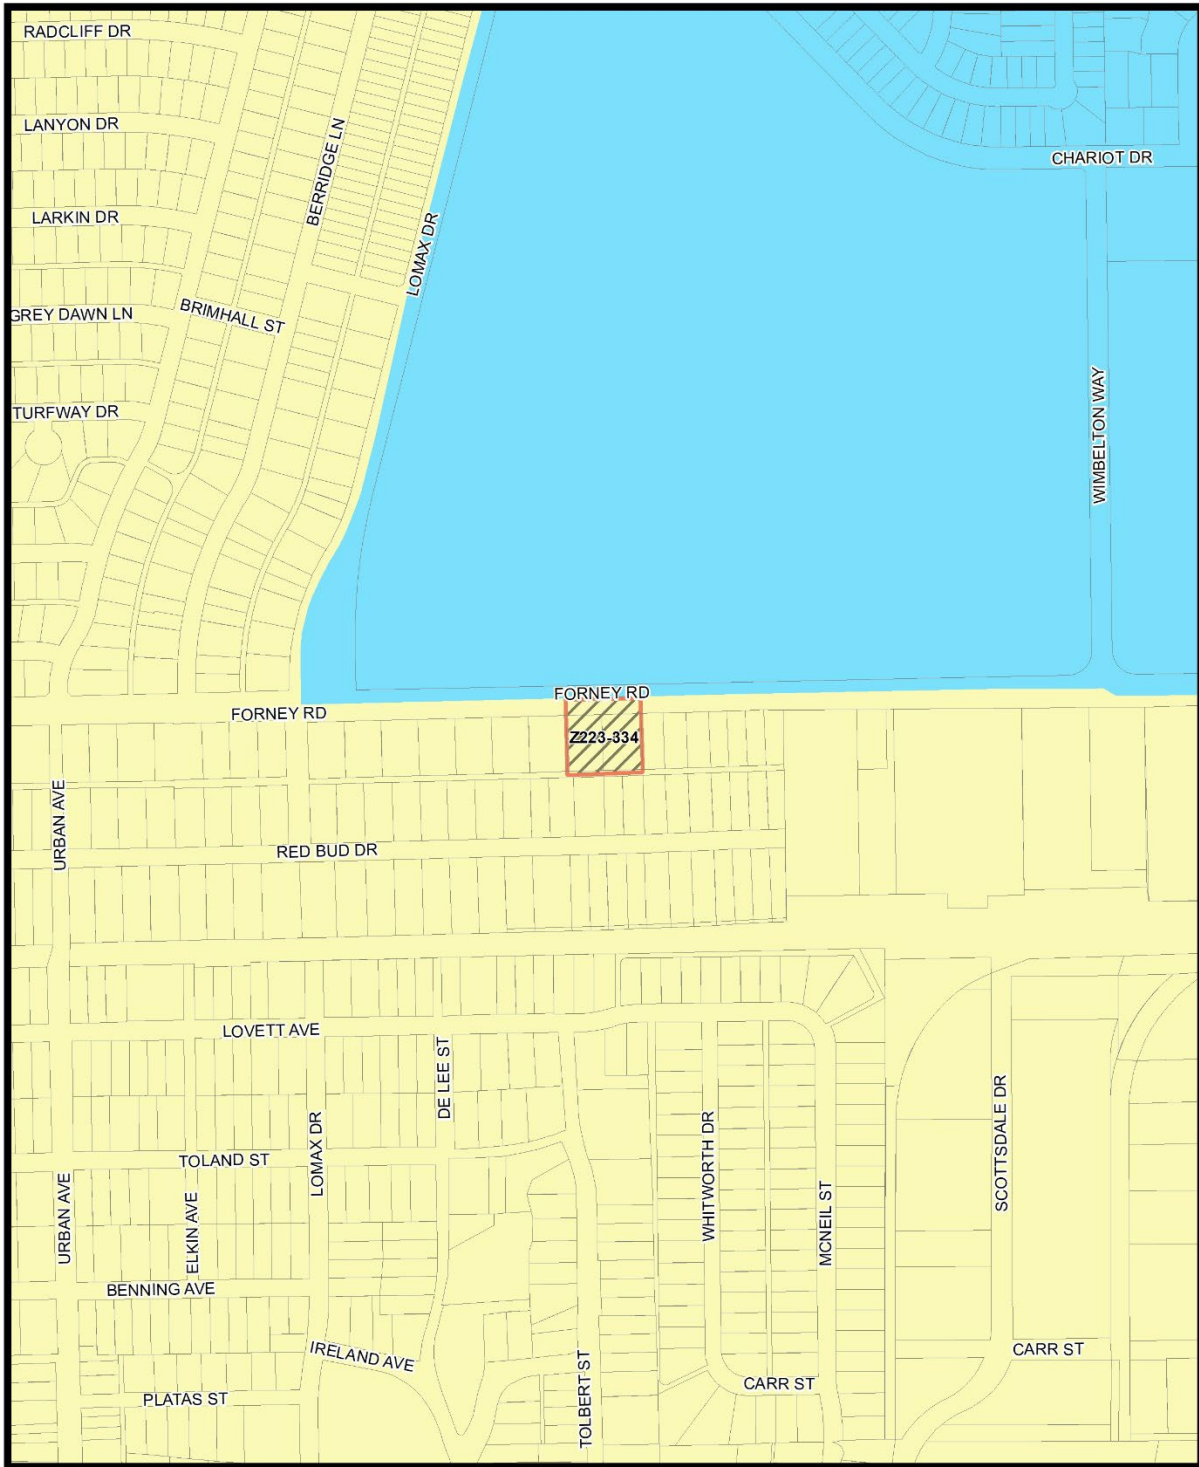 RADCLIFF DR
LANYON DR
BERRIDGE LN
CHARIOT DR
LARKIN DR
LOMAX DR
GREY DAWN LN
BRIMHALL ST
TURFWAY DR
WIMBELTON WAY
FORNEY RD
FORNEY RD
Z223-334
URBAN AVE
RED BUD DR
LOVETT AVE
DE LEE ST
LOMAX DR
WHITWORTH DR
SCOTTSDALE DR
TOLAND ST
URBAN AVE
ELKIN AVE
MCNEIL ST
BENNING AVE
IRELAND AVE
CARR ST
TOLBERT ST
CARR ST
PLATAS ST